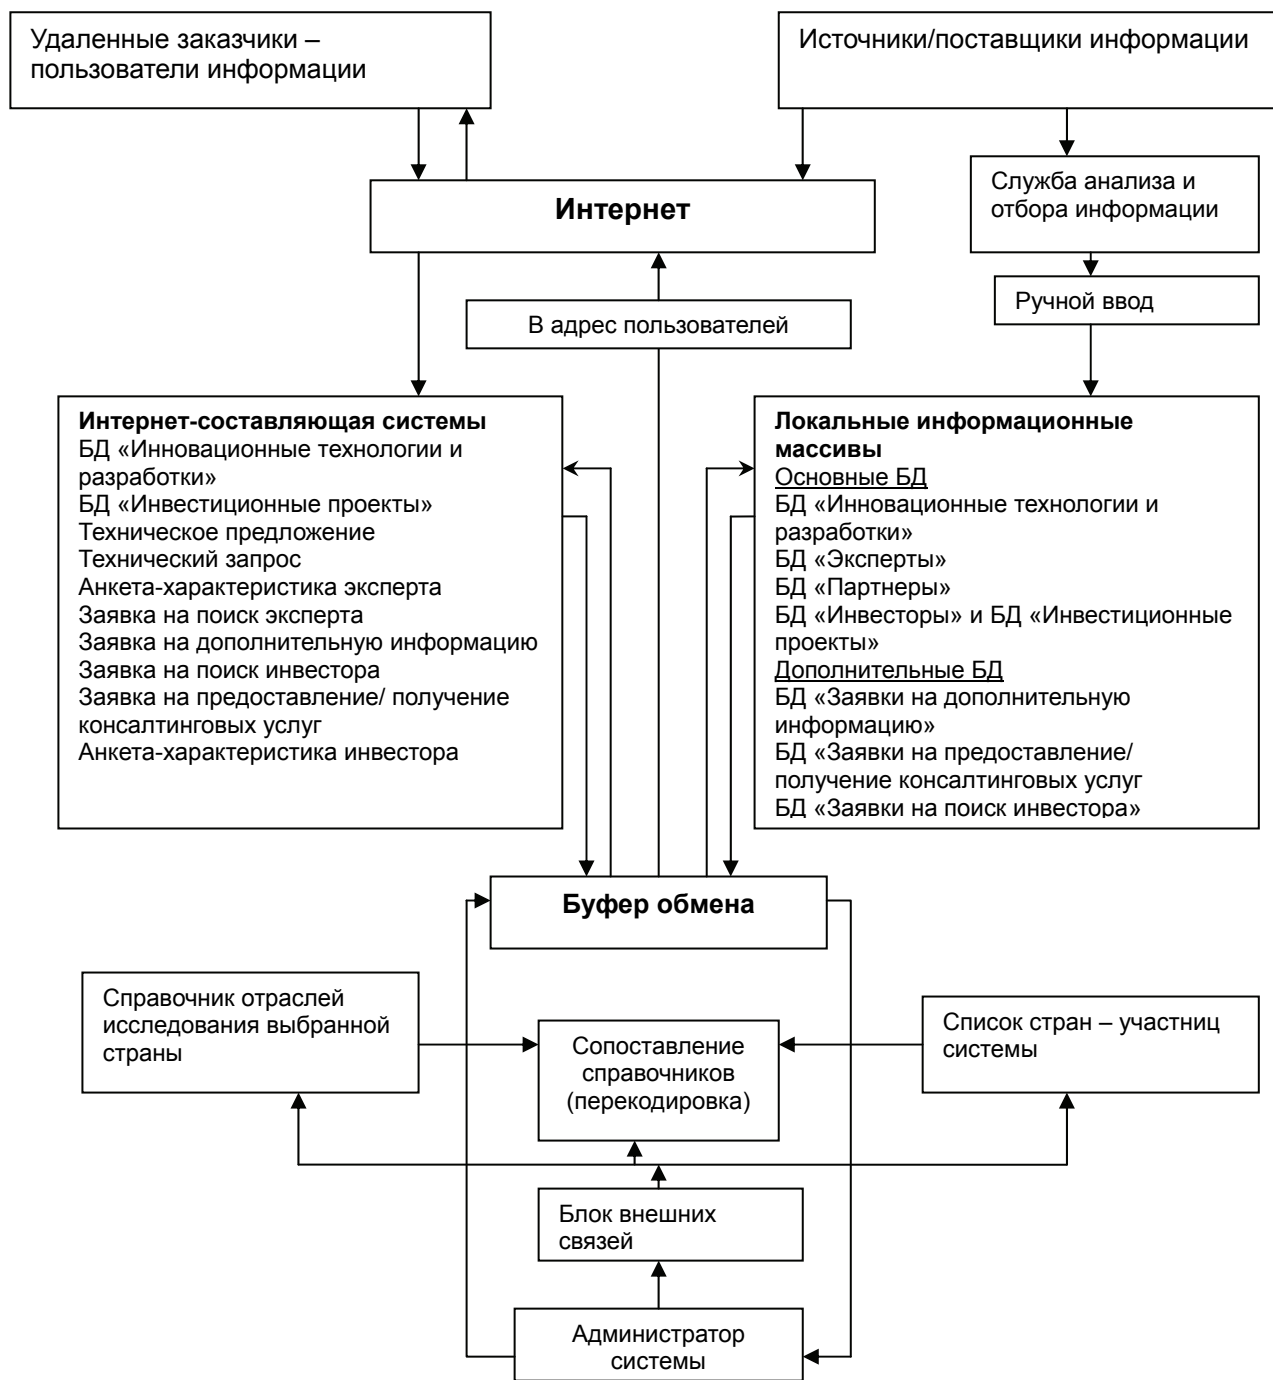 Удаленные заказчики –
пользователи информации
Источники/поставщики информации
Интернет
Служба анализа и
отбора информации
Ручной ввод
В адрес пользователей
Интернет-составляющая системы
БД «Инновационные технологии и
разработки»
БД «Инвестиционные проекты»
Техническое предложение
Технический запрос
Анкета-характеристика эксперта
Заявка на поиск эксперта
Заявка на дополнительную информацию
Заявка на поиск инвестора
Заявка на предоставление/ получение
консалтинговых услуг
Анкета-характеристика инвестора
Локальные информационные
массивы
Основные БД
БД «Инновационные технологии и
разработки»
БД «Эксперты»
БД «Партнеры»
БД «Инвесторы» и БД «Инвестиционные
проекты»
Дополнительные БД
БД «Заявки на дополнительную
информацию»
БД «Заявки на предоставление/
получение консалтинговых услуг
БД «Заявки на поиск инвестора»
Буфер обмена
Справочник отраслей
исследования выбранной
страны
Сопоставление
справочников
(перекодировка)
Список стран – участниц
системы
Блок внешних
связей
Администратор
системы